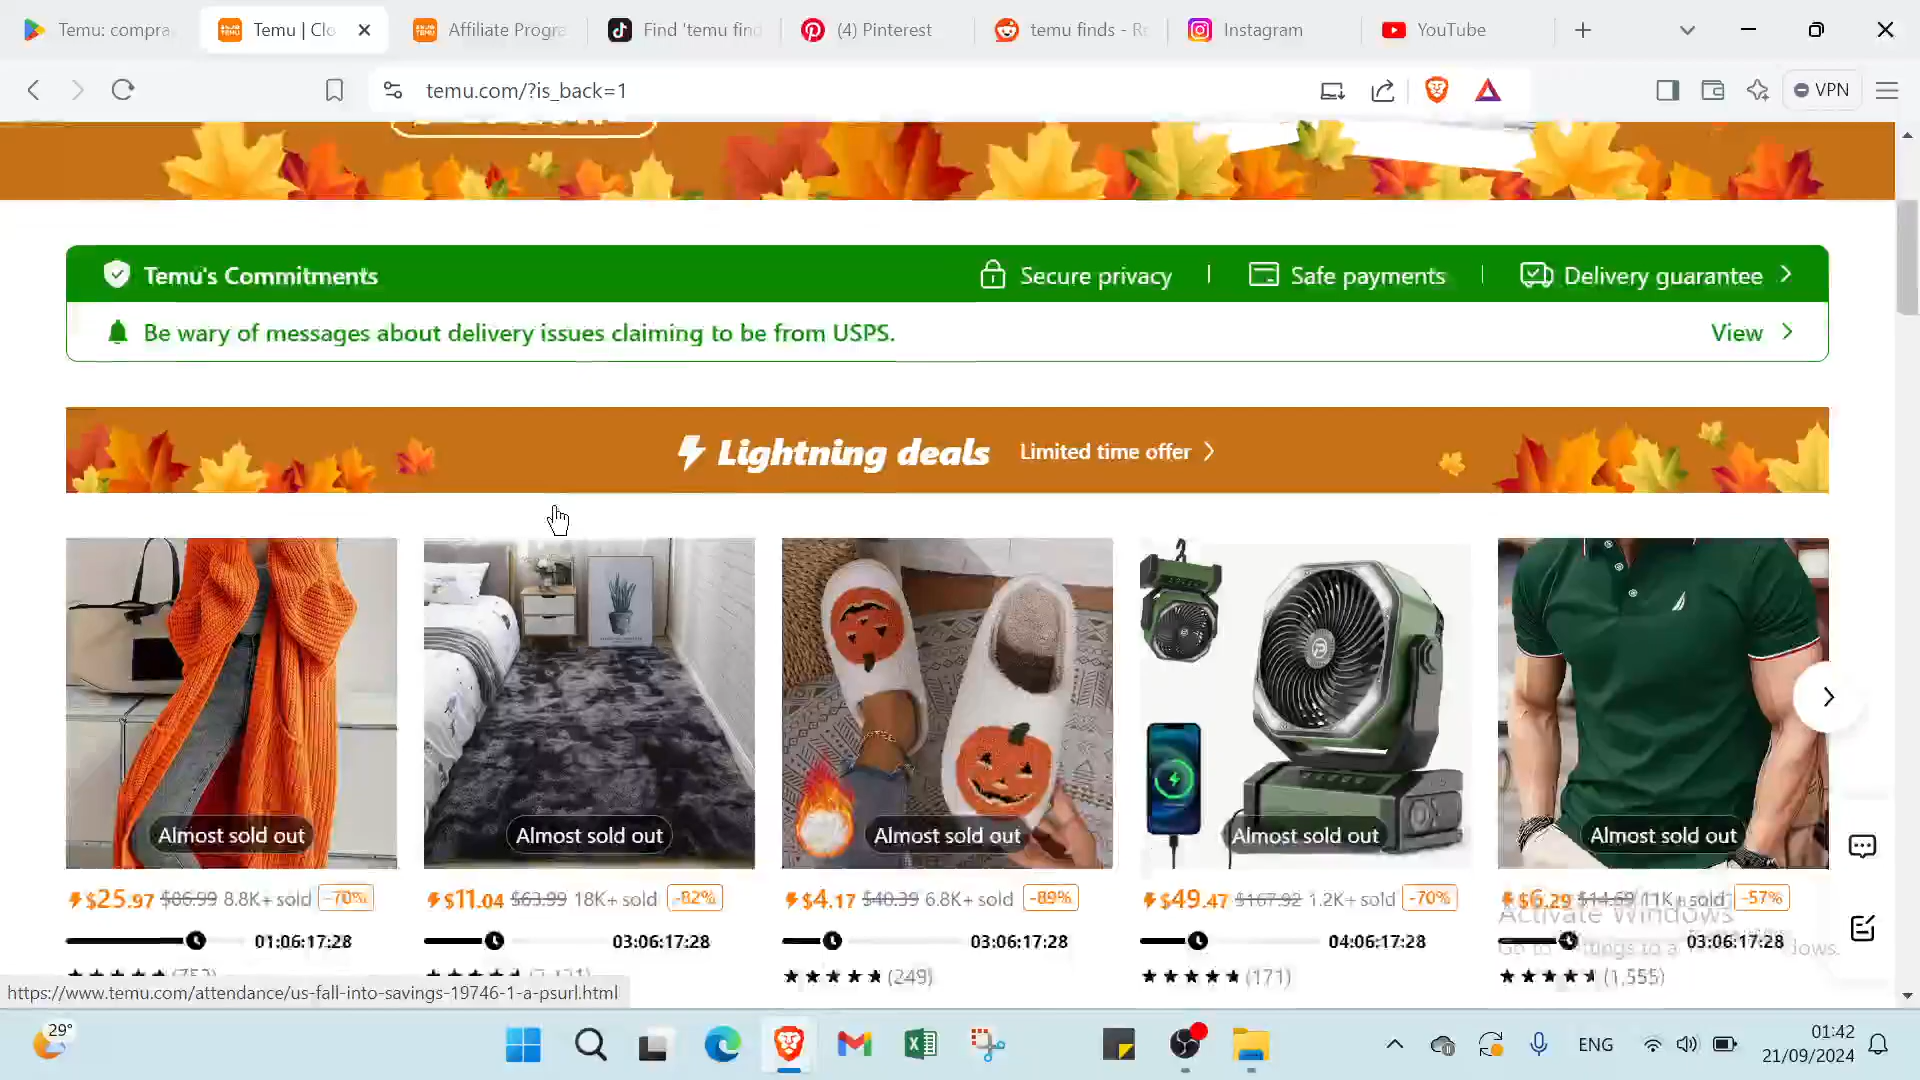 Temu: compra
Temu | Clo
Affiliate Progra
Find 'temu find
(4) Pinterest
temu finds - Re
Instagram
YouTube
temu.com/?is_back=1
VPN
Temu's Commitments
Secure privacy
Safe payments
Delivery guarantee
Be wary of messages about delivery issues claiming to be from USPS.
View
Lightning deals
Limited time offer
Almost sold out
Almost sold out
Almost sold out
Almost sold out
Almost sold out
$25.97 $86.99 8.8K+ sold -70%
$11.04 $63.99 18K+ sold -82%
$4.17 $40.39 6.8K+ sold -89%
$49.47 $167.92 1.2K+ sold -70%
$6.29 $14.69 11K+ sold -57%
Activate Windows
01:06:17:28
03:06:17:28
03:06:17:28
04:06:17:28
03:06:17:28
(249)
(171)
(1,555)
https://www.temu.com/attendance/us-fall-into-savings-19746-1-a-psurl.html
29°
ENG
01:42
21/09/2024